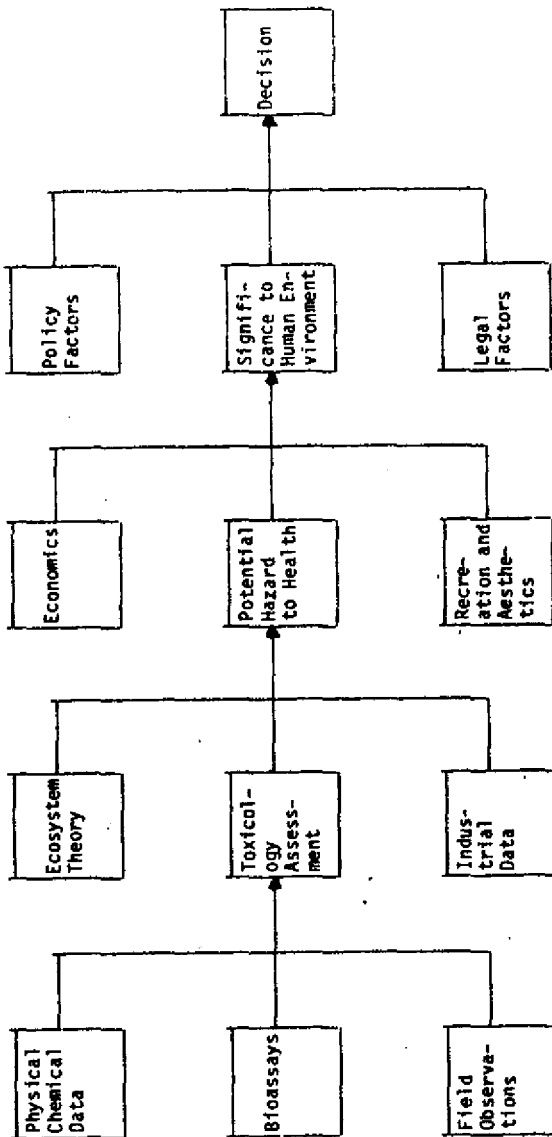 Physical
Chemical
Data
Bioassays
Field
Observa-
tions
Ecosystem
Theory
Toxicol-
ogy
Assess-
ment
Indus-
trial
Data
Economics
Potential
Hazard
to Health
Recre-
ation and
Aesthe-
tics
Policy
Factors
Signifi-
cance to
Human En-
vironment
Legal
Factors
Decision